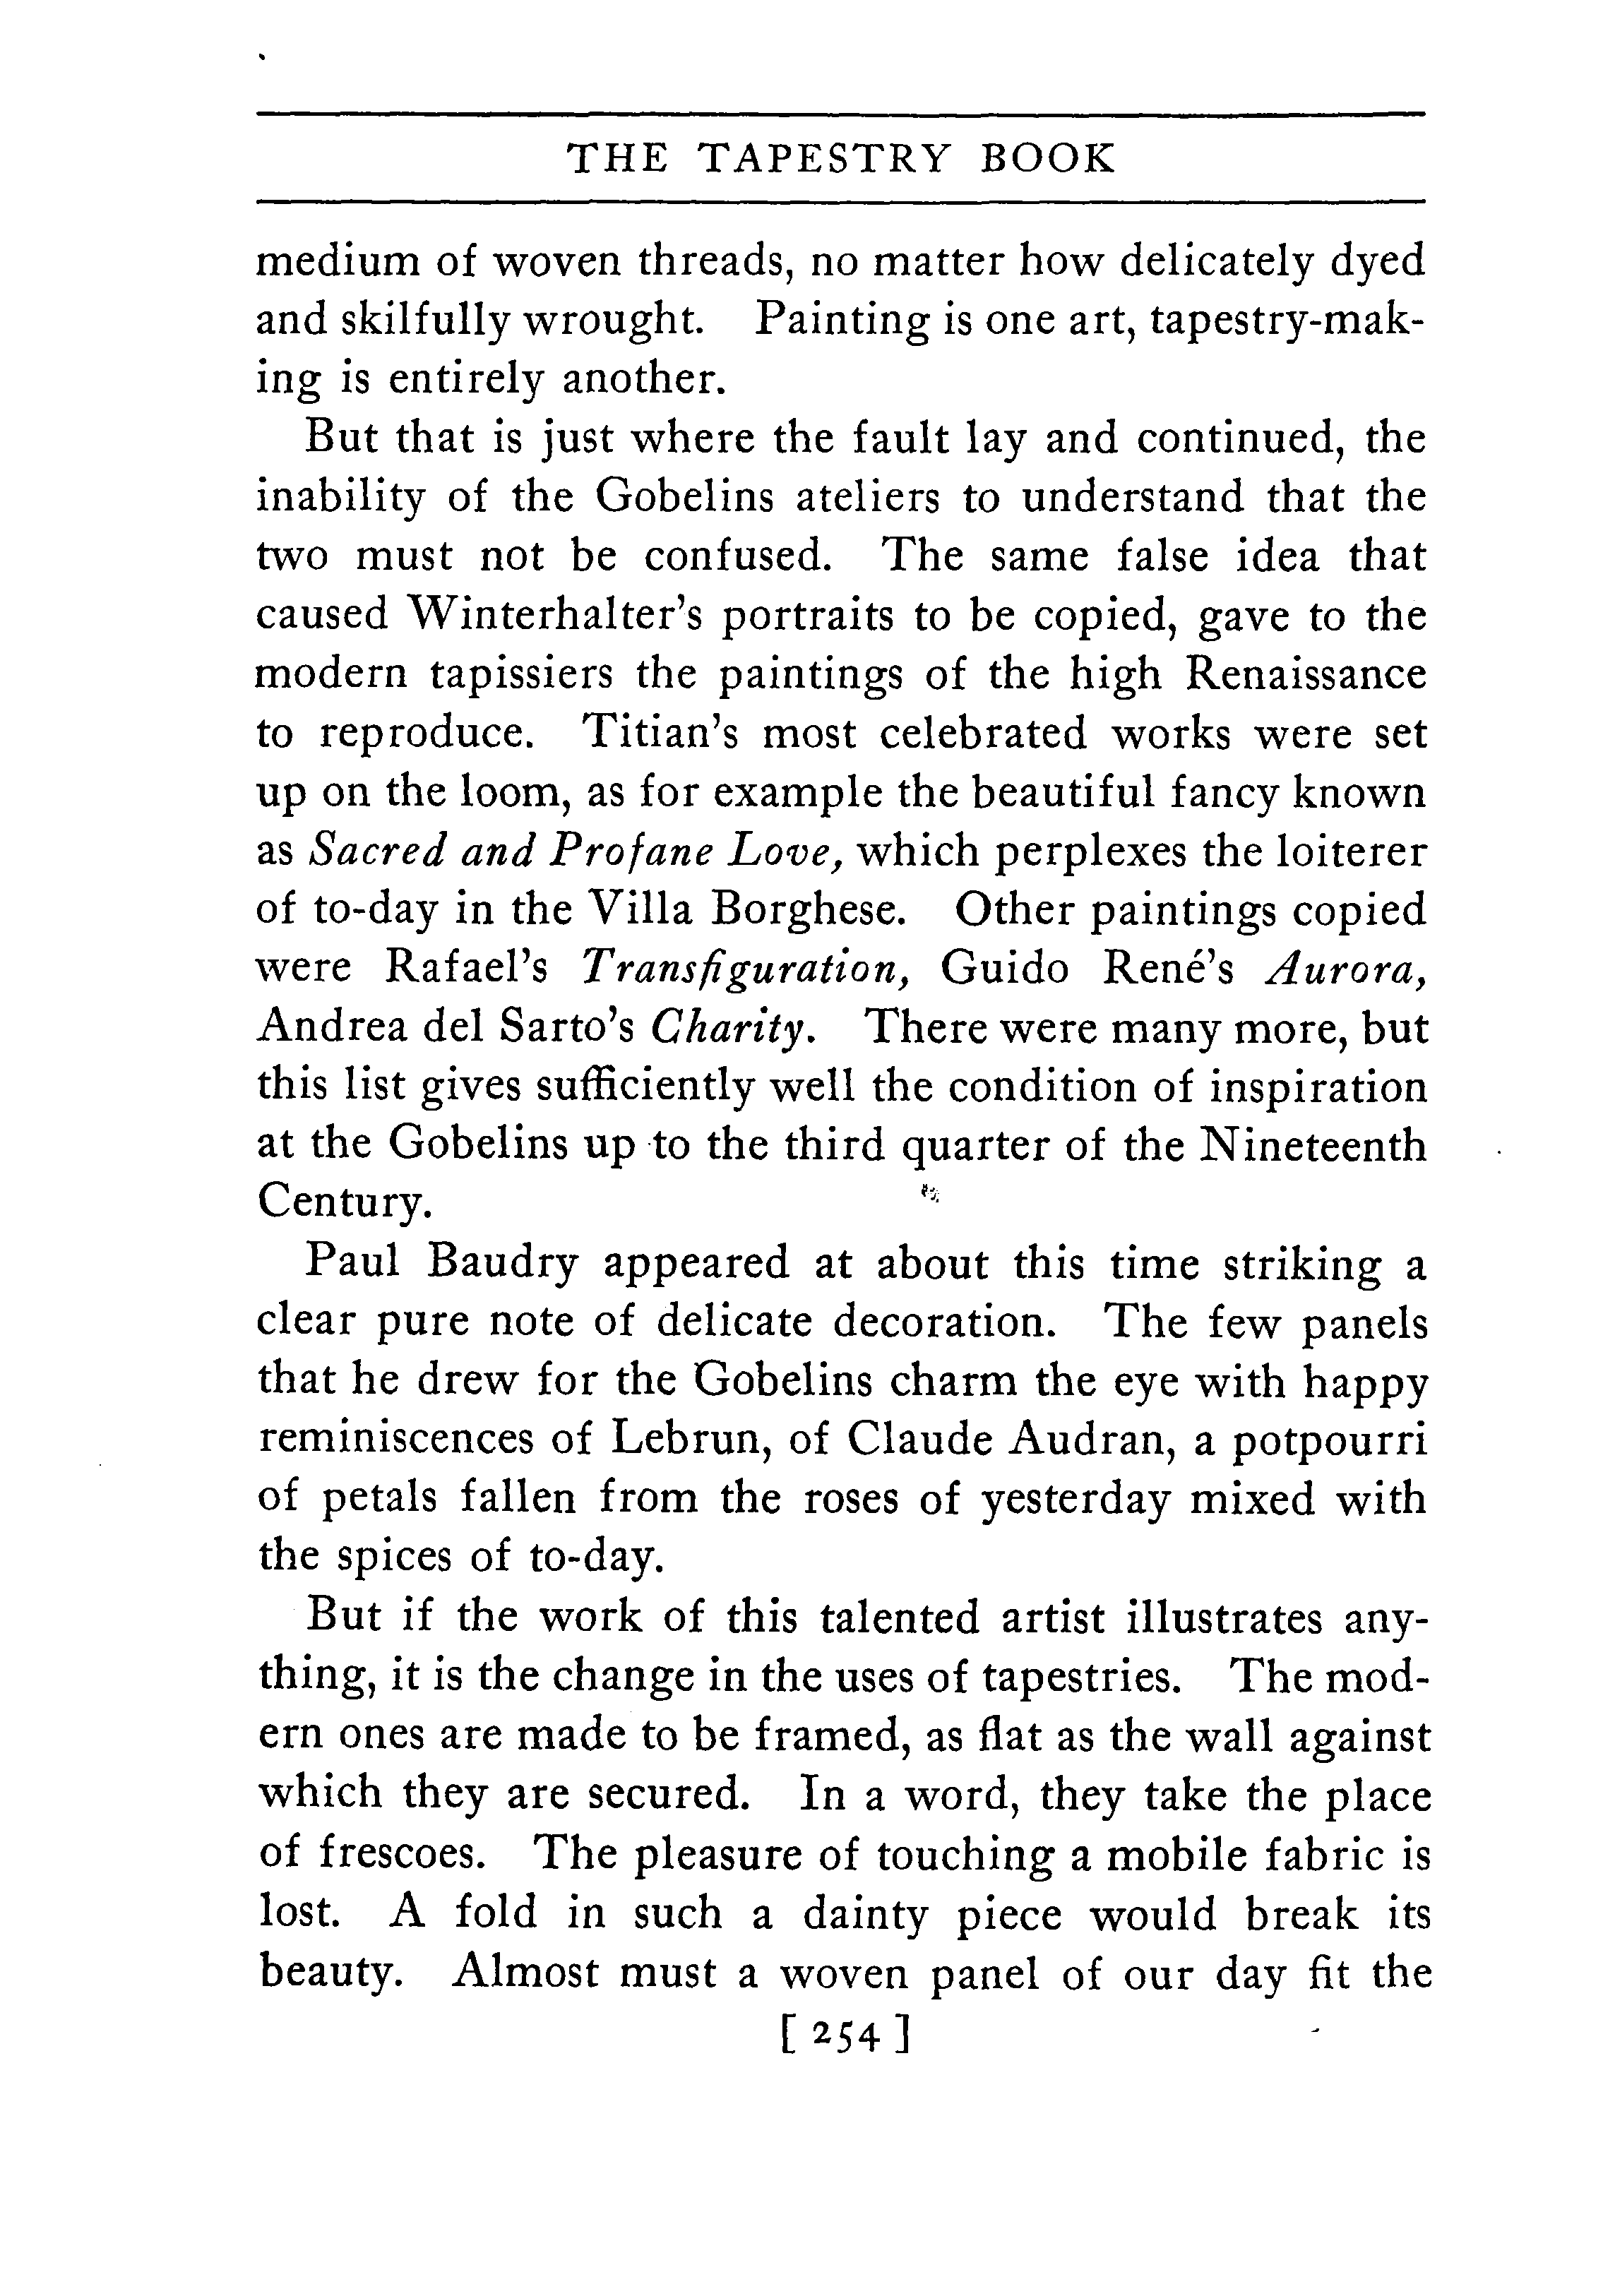 THE TAPESTRY BOOK
medium of woven threads, no matter how delicately dyed
and skilfully wrought. Painting is one art, tapestry-mak-
ing is entirely another.
But that is just where the fault lay and continued, the
inability of the Gobelins ateliers to understand that the
two must not be confused. The same false idea that
caused Winterhalter's portraits to be copied, gave to the
modern tapissiers the paintings of the high Renaissance
to reproduce. Titian's most celebrated works were set
up on the loom, as for example the beautiful fancy known
as Sacred and Profane Love, which perplexes the loiterer
of to-day in the Villa Borghese. Other paintings copied
were Rafael's Transfiguration, Guido René's Aurora,
Andrea del Sarto's Charity. There were many more, but
this list gives sufficiently well the condition of inspiration
at the Gobelins up to the third quarter of the Nineteenth
Century.
Paul Baudry appeared at about this time striking a
clear pure note of delicate decoration. The few panels
that he drew for the Gobelins charm the eye with happy
reminiscences of Lebrun, of Claude Audran, a potpourri
of petals fallen from the roses of yesterday mixed with
the spices of to-day.
But if the work of this talented artist illustrates any-
thing, it is the change in the uses of tapestries. The mod-
ern ones are made to be framed, as flat as the wall against
which they are secured. In a word, they take the place
of frescoes. The pleasure of touching a mobile fabric is
lost. A fold in such a dainty piece would break its
beauty. Almost must a woven panel of our day fit the
[ 254 ]